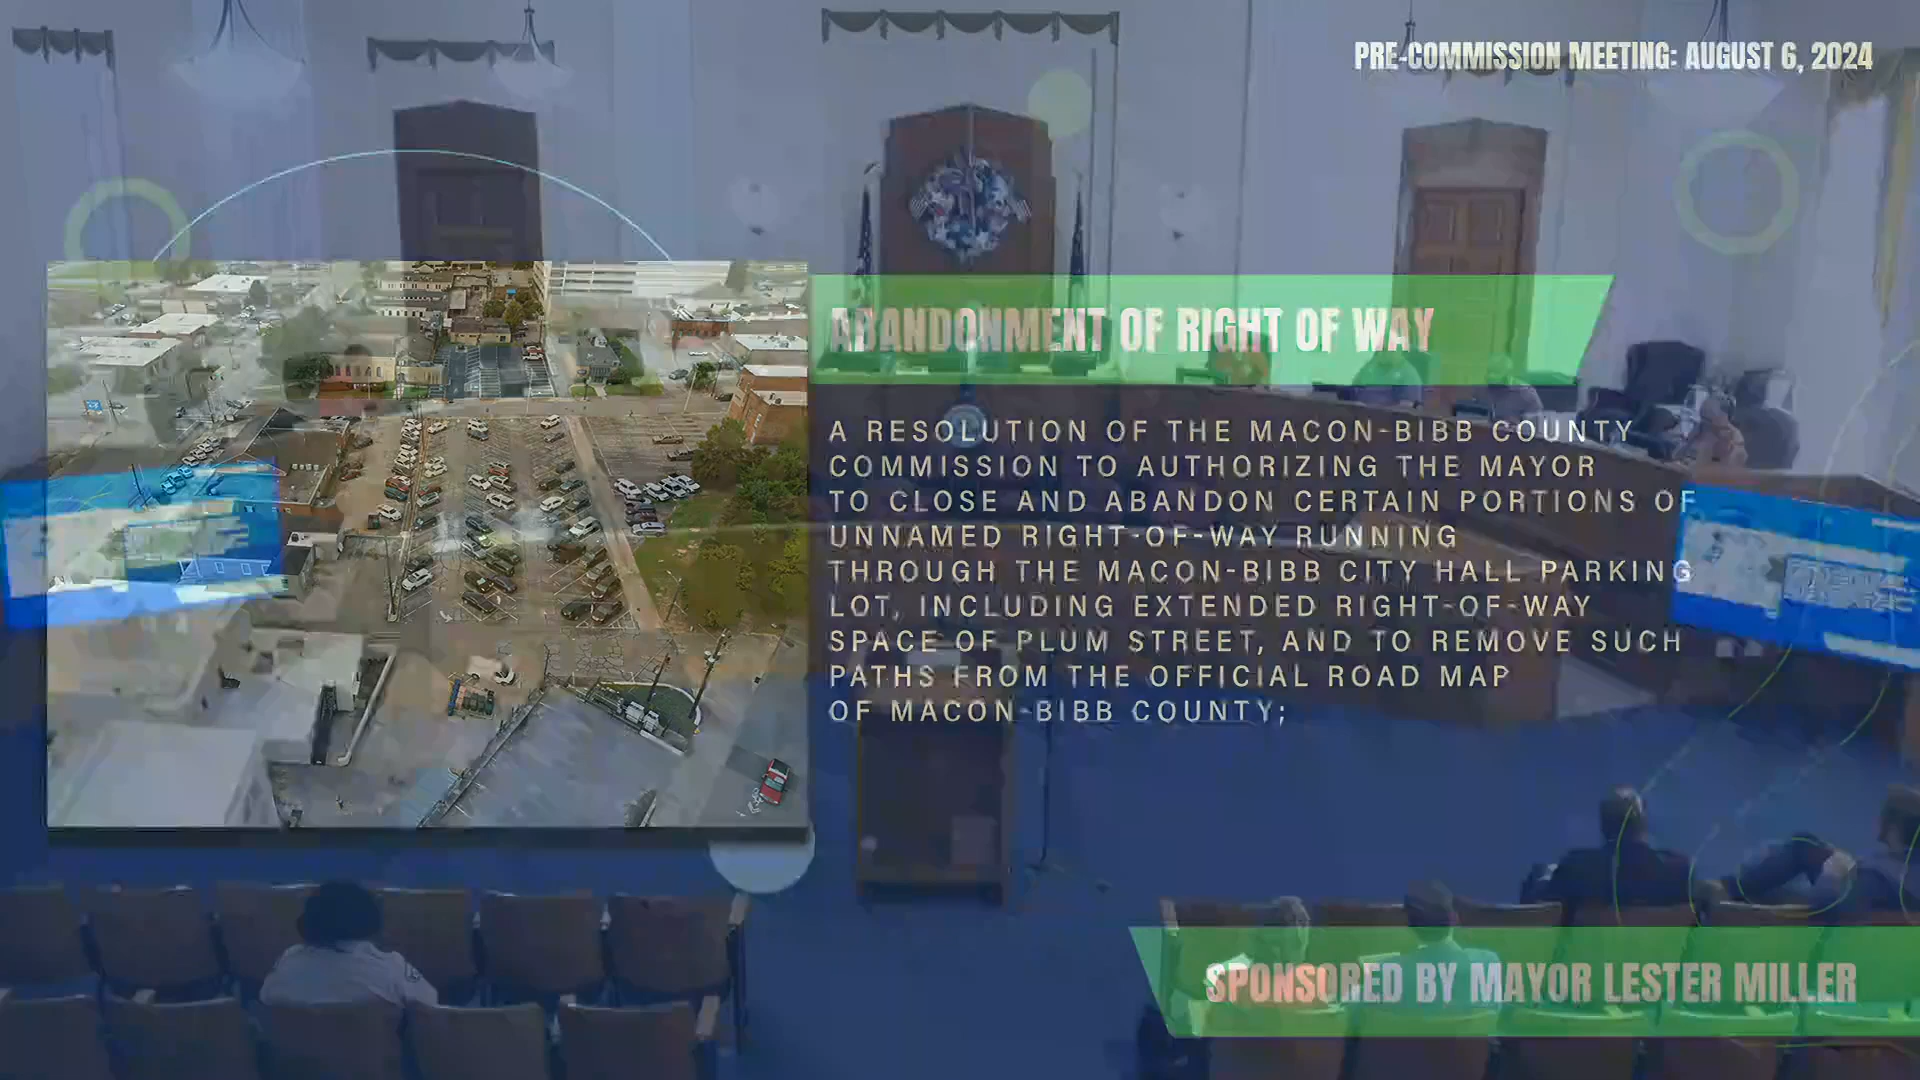 PRE-COMMISSION MEETING: AUGUST 6, 2024
ABANDONMENT OF RIGHT OF WAY
A RESOLUTION OF THE MACON-BIBB COUNTY
COMMISSION TO AUTHORIZING THE MAYOR
TO CLOSE AND ABANDON CERTAIN PORTIONS OF
UNNAMED RIGHT-OF-WAY RUNNING
THROUGH THE MACON-BIBB CITY HALL PARKING
LOT, INCLUDING EXTENDED RIGHT-OF-WAY
SPACE OF PLUM STREET, AND TO REMOVE SUCH
PATHS FROM THE OFFICIAL ROAD MAP
OF MACON-BIBB COUNTY;
SPONSORED BY MAYOR LESTER MILLER